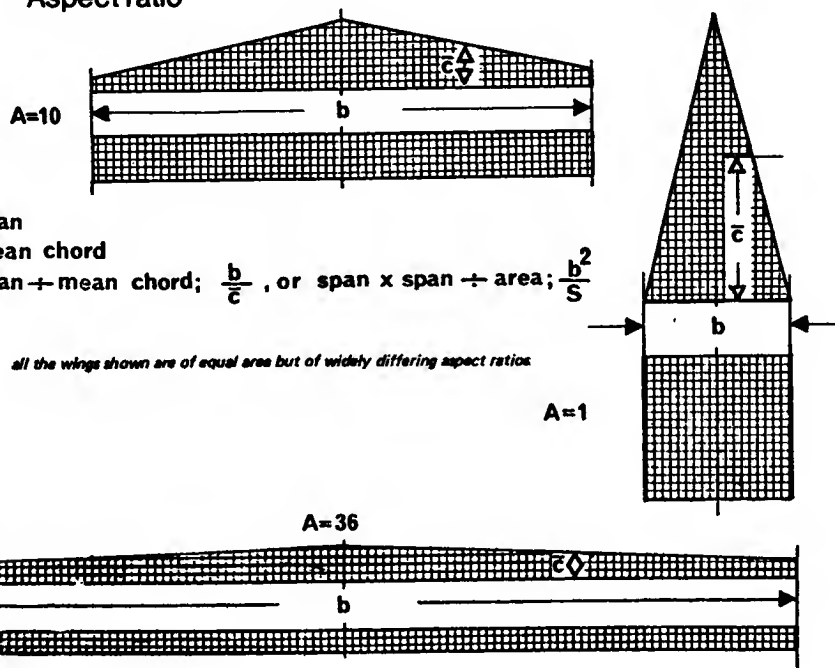 Aspect ratio
c̄
A=10
b
an
ean chord
an ÷ mean chord; b/c̄ , or span x span ÷ area; b²/S
c̄
b
all the wings shown are of equal area but of widely differing aspect ratios
A=1
A=36
c̄
b